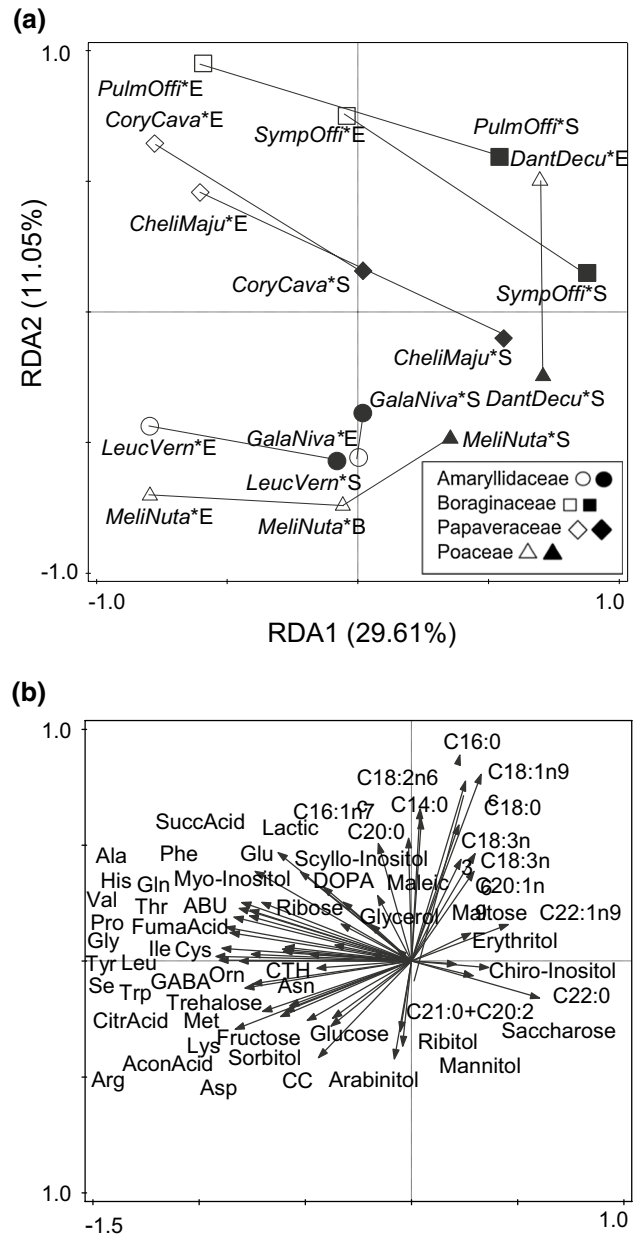 (a)
1.0
PulmOffi*E
CoryCava*E
SympOffi*E
PulmOffi*S
DantDecu*E
CheliMaju*E
CoryCava*S
SympOffi*S
CheliMaju*S
GalaNiva*S
DantDecu*S
LeucVern*E
GalaNiva*E
MeliNuta*S
LeucVern*S
MeliNuta*E
MeliNuta*B
Amaryllidaceae
Boraginaceae
Papaveraceae
Poaceae
RDA2 (11.05%)
-1.0
-1.0
1.0
RDA1 (29.61%)
(b)
1.0
C16:0
C18:2n6
C18:1n9
c
c
C16:1n7
C14:0
C18:0
SuccAcid
Lactic
C20:0
C18:3n
3
Ala
Phe
Glu
Scyllo-Inositol
C18:3n
6
His
Gln
Myo-Inositol
DOPA
Maleic
C20:1n
9
Val
Thr
ABU
Ribose
Glycerol
Maltose
C22:1n9
Pro
FumaAcid
Erythritol
Gly
Ile
Cys
Tyr
Leu
Orn
CTH
Chiro-Inositol
Se
Trp
GABA
Asn
C22:0
Trehalose
C21:0+C20:2
CitrAcid
Met
Fructose
Glucose
Ribitol
Saccharose
Lys
Sorbitol
Mannitol
AconAcid
Arg
Asp
CC
Arabinitol
1.0
-1.5
1.0